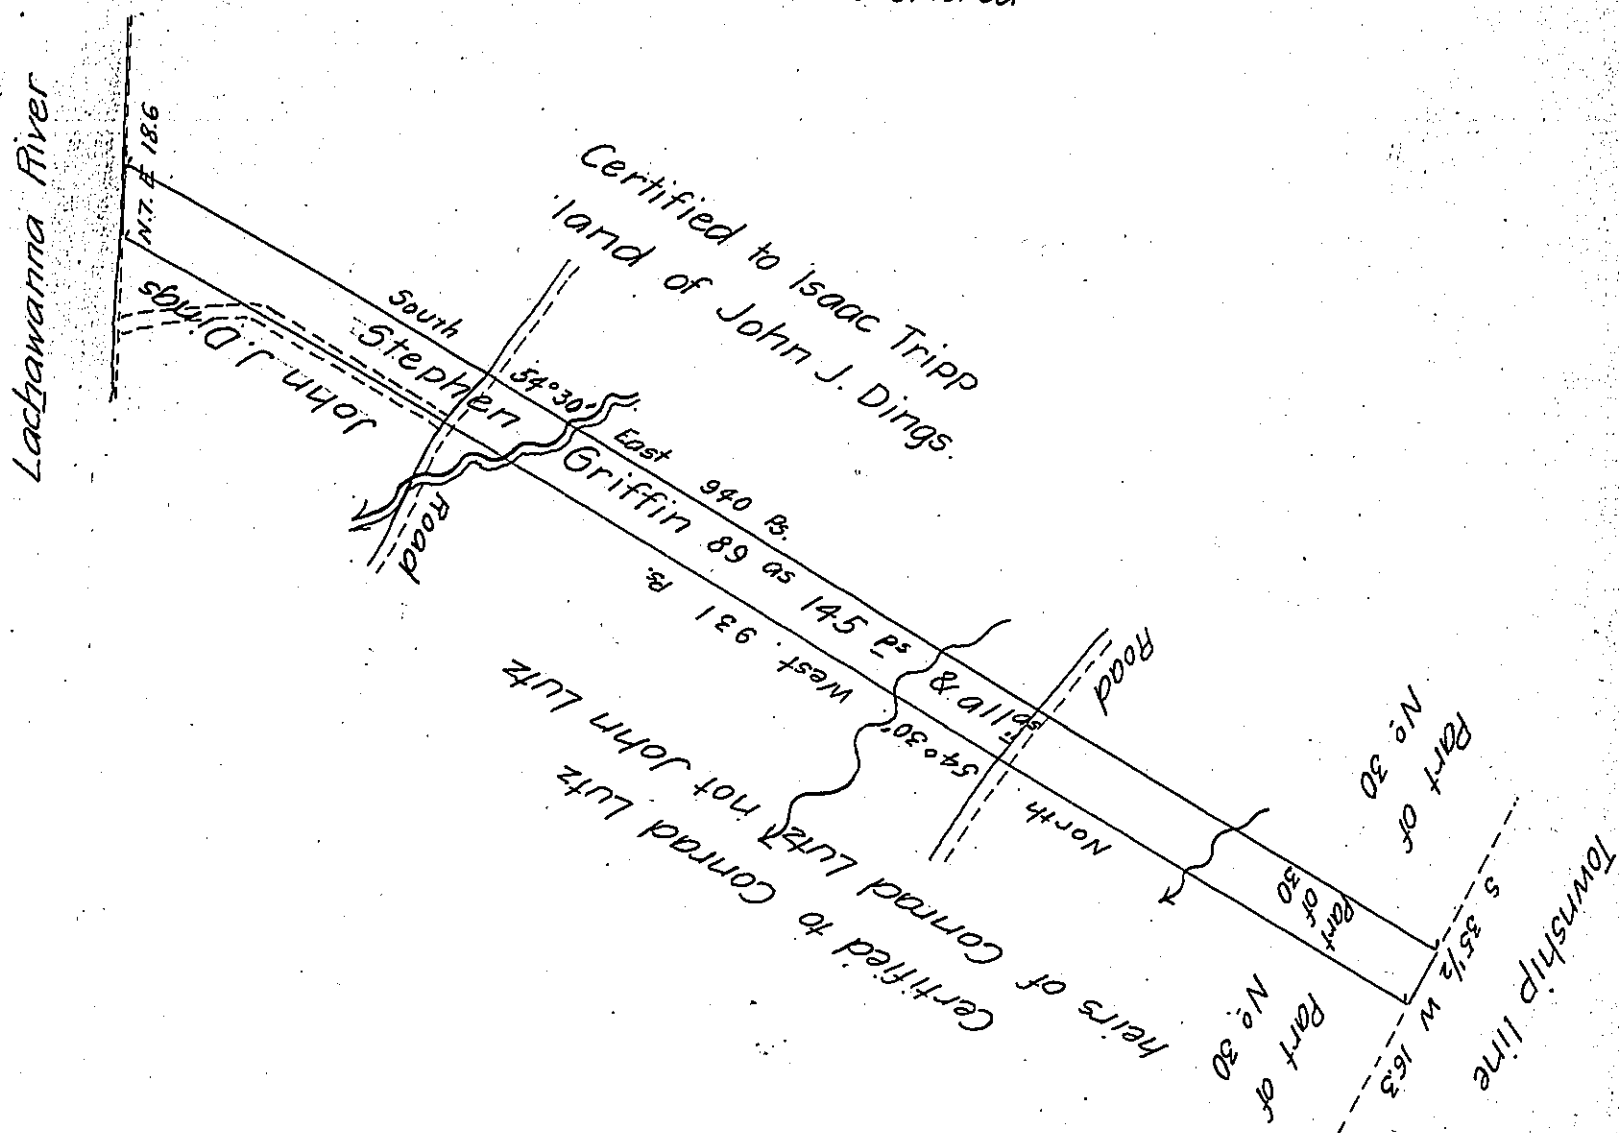 Lachawanna River
N.7. E 18.6
Certified to Isaac Tripp
land of John J. Dings.
South 54°30' East 940 Ps.
Stephen Griffin 89 as 145 ps & all ce
John J. Dings
Road
North 54°30' West. 931 Ps.
Road
Certified to Conrad Lutz
heirs of Conrad Lutz not John Lutz
Part of
No 30
Part
of
30
Part of
No. 30
S 35 1/2 W 16.3
Township line